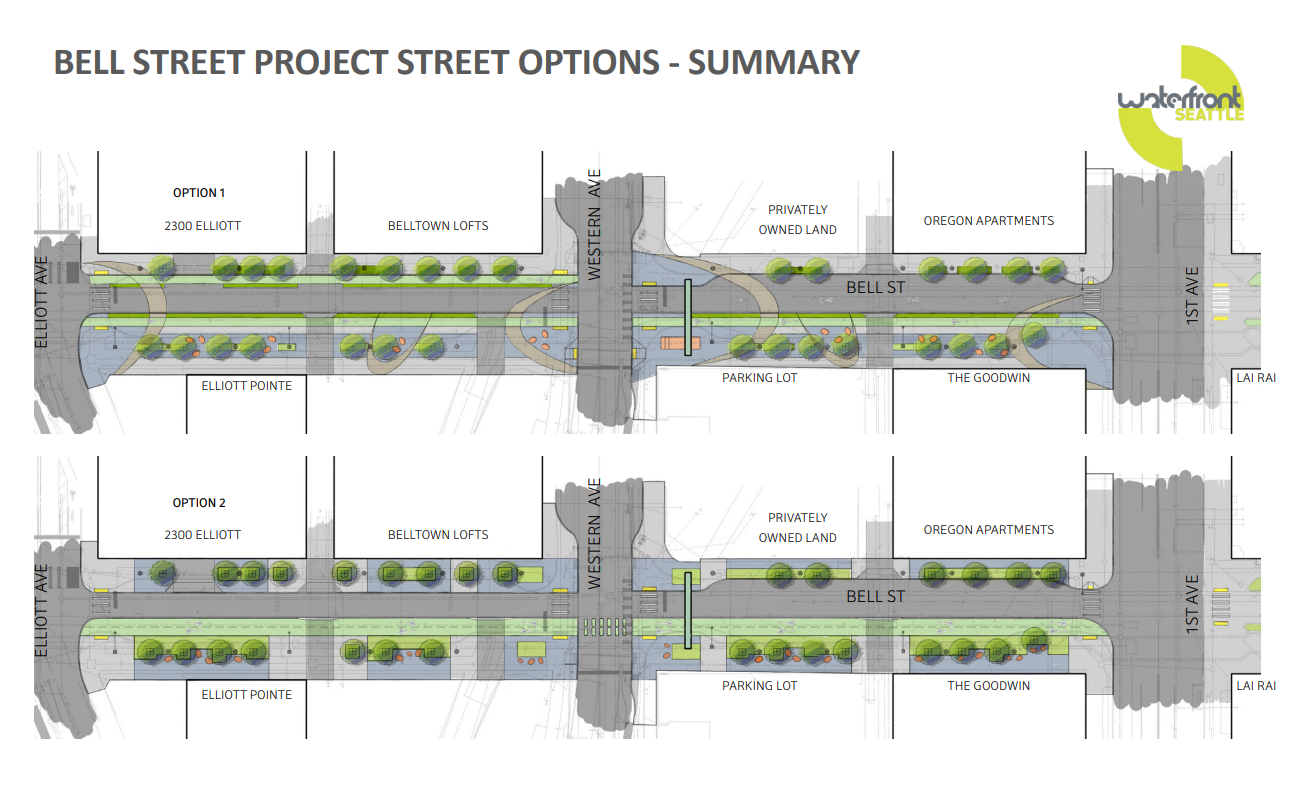 BELL STREET PROJECT STREET OPTIONS - SUMMARY
waterfront
SEATTLE
OPTION 1
2300 ELLIOTT
BELLTOWN LOFTS
WESTERN AVE
PRIVATELY
OWNED LAND
OREGON APARTMENTS
ELLIOTT AVE
BELL ST
1ST AVE
ELLIOTT POINTE
PARKING LOT
THE GOODWIN
LAI RAI
OPTION 2
2300 ELLIOTT
BELLTOWN LOFTS
WESTERN AVE
PRIVATELY
OWNED LAND
OREGON APARTMENTS
ELLIOTT AVE
BELL ST
1ST AVE
ELLIOTT POINTE
PARKING LOT
THE GOODWIN
LAI RAI